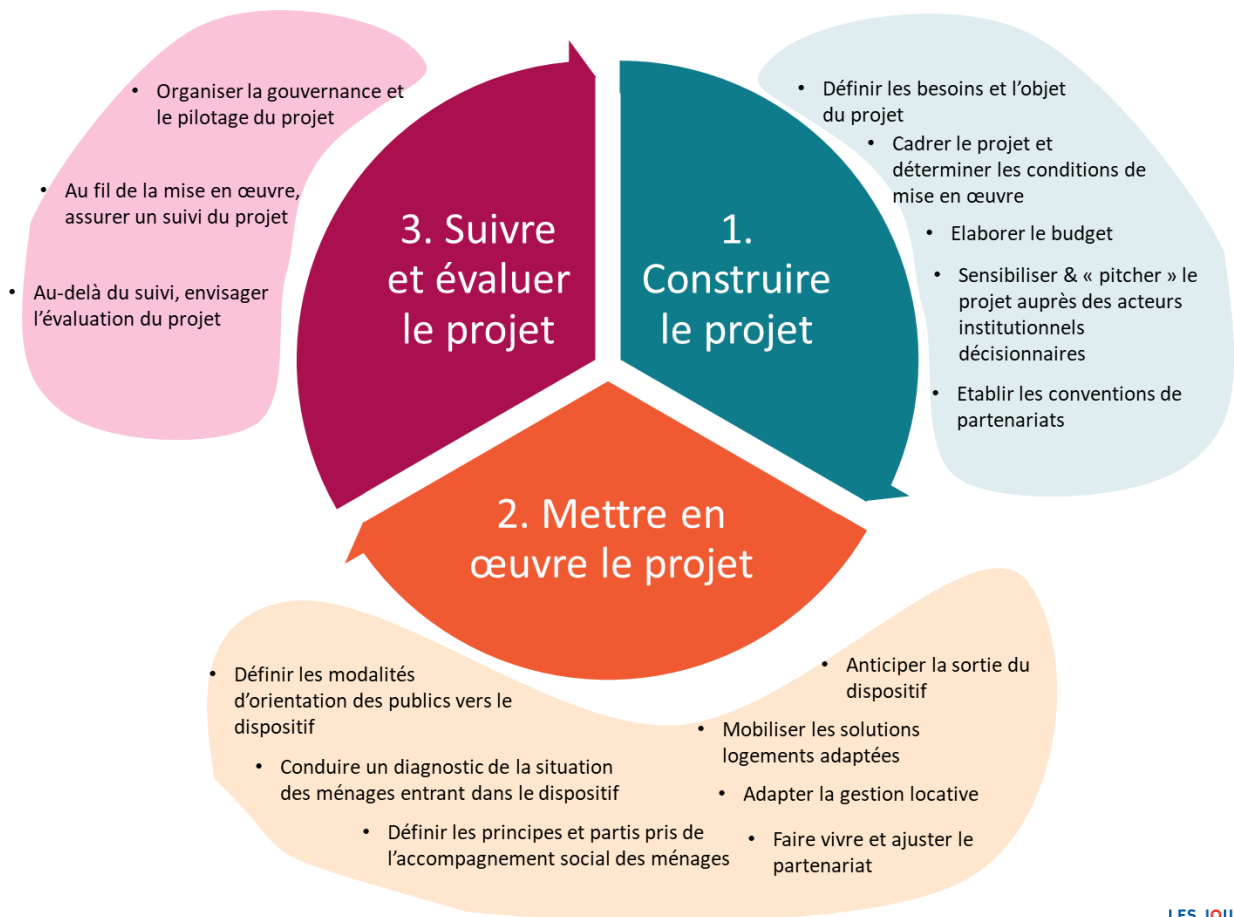 1.
Construire
le projet
• Définir les besoins et l'objet
du projet
• Cadrer le projet et
déterminer les conditions de
mise en œuvre
• Elaborer le budget
• Sensibiliser & « pitcher » le
projet auprès des acteurs
institutionnels
décisionnaires
• Etablir les conventions de
partenariats
2. Mettre en
œuvre le projet
• Définir les modalités
d'orientation des publics vers le
dispositif
• Conduire un diagnostic de la situation
des ménages entrant dans le dispositif
• Définir les principes et partis pris de
l'accompagnement social des ménages
• Anticiper la sortie du
dispositif
• Mobiliser les solutions
logements adaptées
• Adapter la gestion locative
• Faire vivre et ajuster le
partenariat
3. Suivre
et évaluer
le projet
• Organiser la gouvernance et
le pilotage du projet
• Au fil de la mise en œuvre,
assurer un suivi du projet
• Au-delà du suivi, envisager
l'évaluation du projet
LES